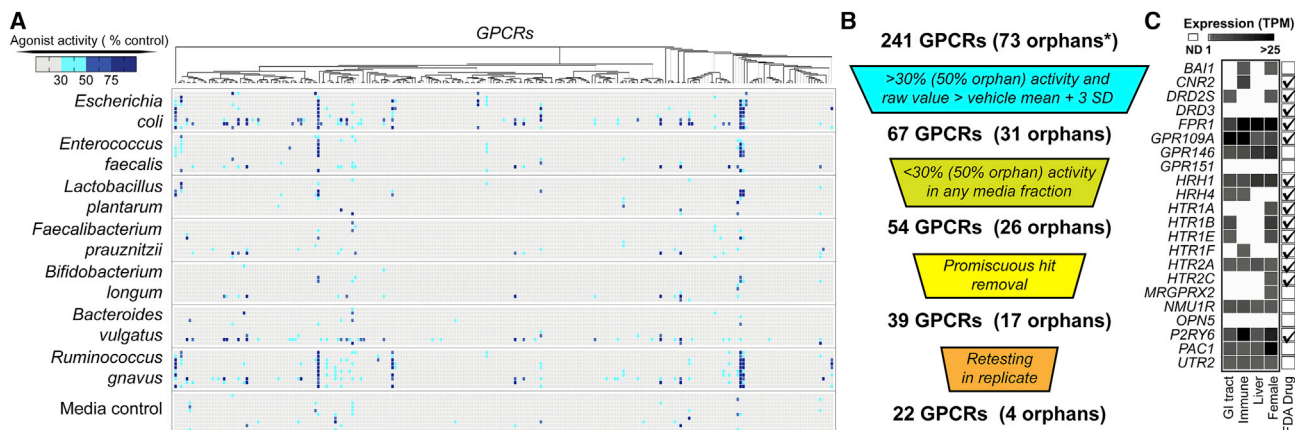 A
Agonist activity ( % control)
30 50 75
GPCRs
Escherichia
coli
Enterococcus
faecalis
Lactobacillus
plantarum
Faecalibacterium
prauznitzii
Bifidobacterium
longum
Bacteroides
vulgatus
Ruminococcus
gnavus
Media control
B
241 GPCRs (73 orphans*)
>30% (50% orphan) activity and
raw value > vehicle mean + 3 SD
67 GPCRs (31 orphans)
<30% (50% orphan) activity
in any media fraction
54 GPCRs (26 orphans)
Promiscuous hit
removal
39 GPCRs (17 orphans)
Retesting
in replicate
22 GPCRs (4 orphans)
C
Expression (TPM)
ND 1 >25
BAI1
CNR2
DRD2S
DRD3
FPR1
GPR109A
GPR146
GPR151
HRH1
HRH4
HTR1A
HTR1B
HTR1E
HTR1F
HTR2A
HTR2C
MRGPRX2
NMU1R
OPN5
P2RY6
PAC1
UTR2
GI tract
Immune
Liver
Female
FDA Drug